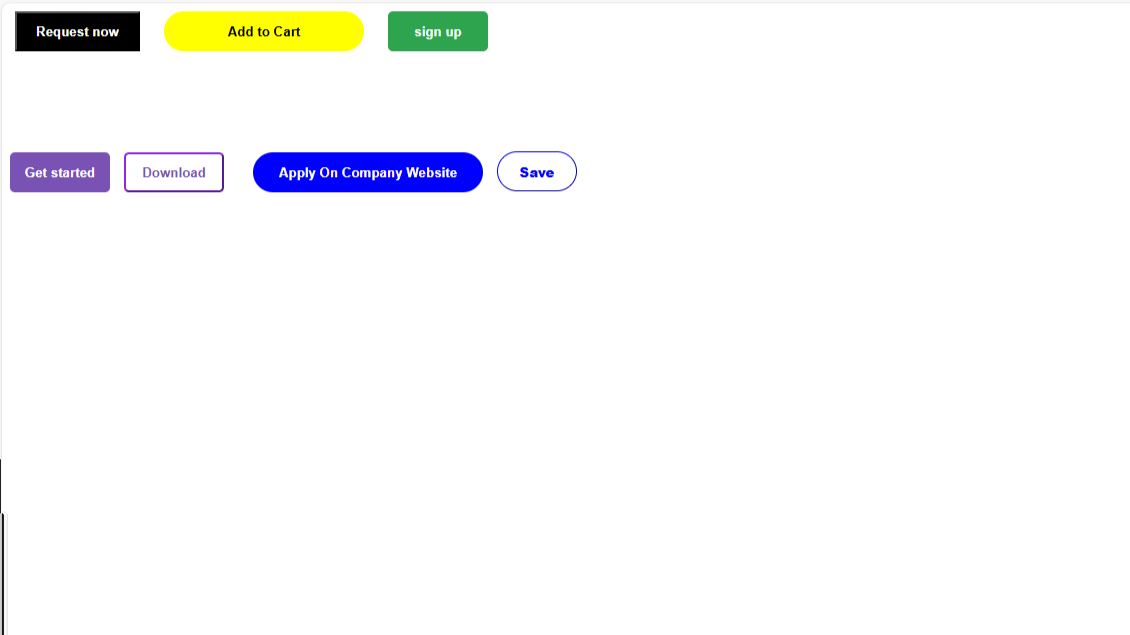 Request now
Add to Cart
sign up
Get started
Download
Apply On Company Website
Save